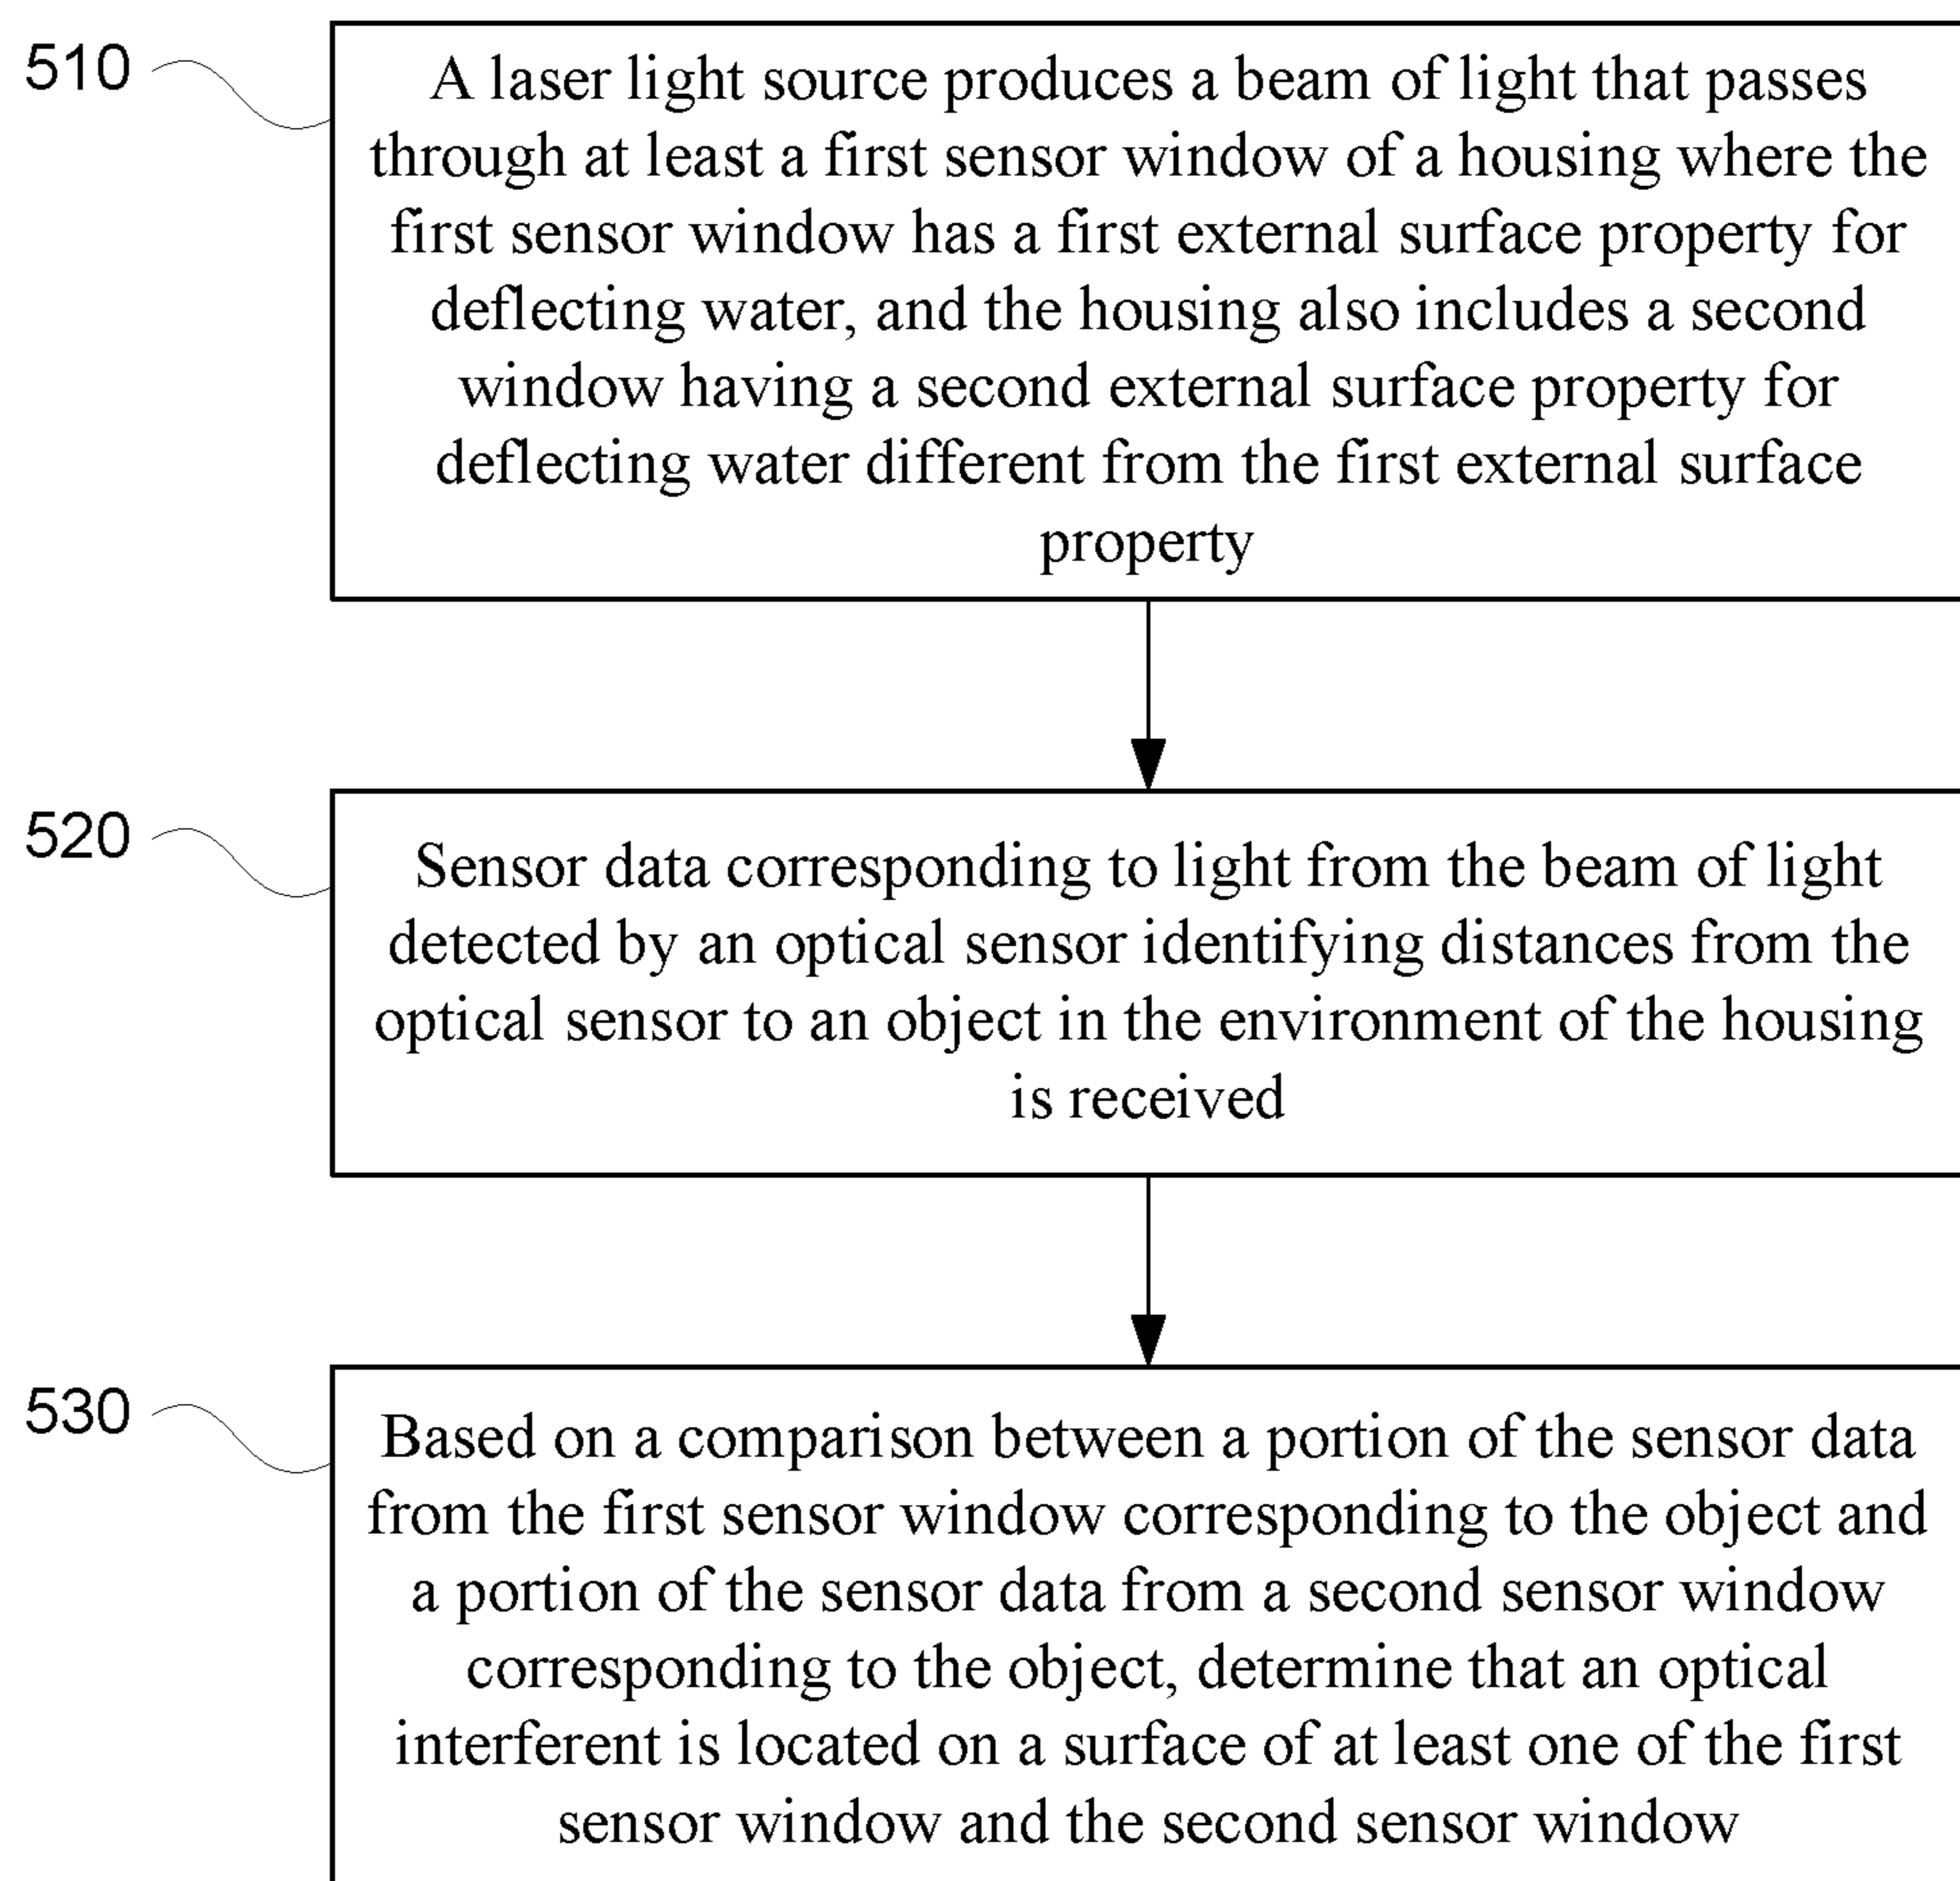 510
A laser light source produces a beam of light that passes
through at least a first sensor window of a housing where the
first sensor window has a first external surface property for
deflecting water, and the housing also includes a second
window having a second external surface property for
deflecting water different from the first external surface
property
520
Sensor data corresponding to light from the beam of light
detected by an optical sensor identifying distances from the
optical sensor to an object in the environment of the housing
is received
530
Based on a comparison between a portion of the sensor data
from the first sensor window corresponding to the object and
a portion of the sensor data from a second sensor window
corresponding to the object, determine that an optical
interferent is located on a surface of at least one of the first
sensor window and the second sensor window